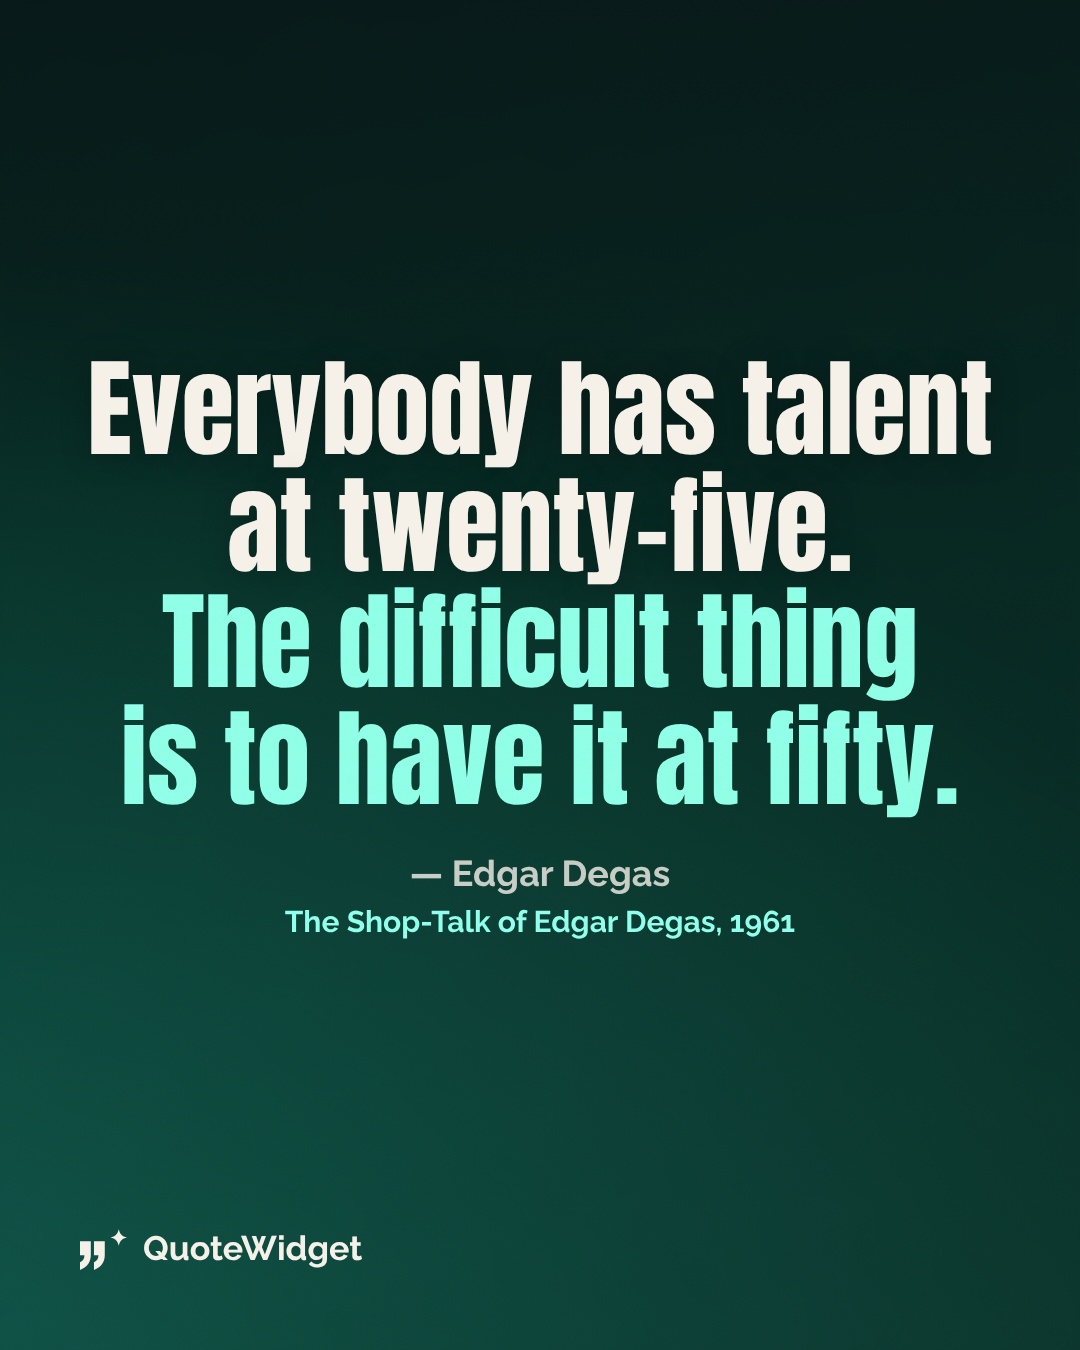 Everybody has talent
at twenty-five.
The difficult thing
is to have it at fifty.
— Edgar Degas
The Shop-Talk of Edgar Degas, 1961
QuoteWidget